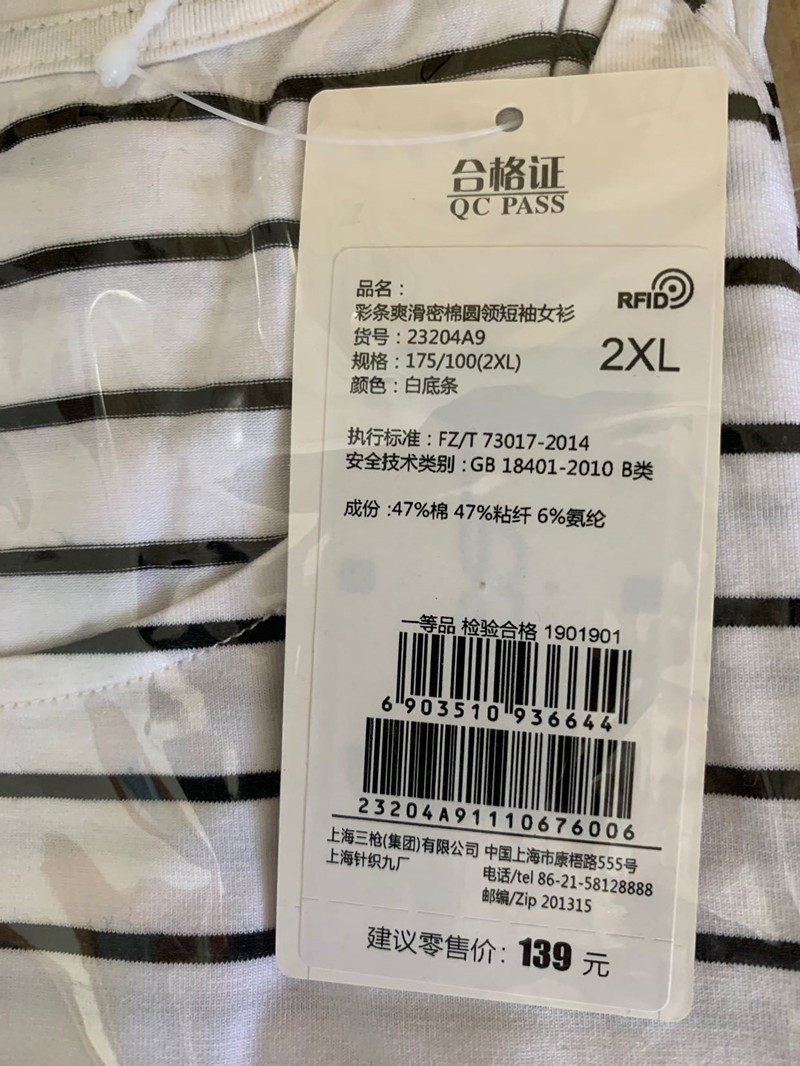 合格证
QC PASS
RFID
品名：
彩条爽滑密棉圆领短袖女衫
货号：23204A9
规格：175/100(2XL)
2XL
颜色：白底条
执行标准：FZ/T 73017-2014
安全技术类别：GB 18401-2010 B类
成份：47%棉 47%粘纤 6%氨纶
一等品 检验合格 1901901
6903510936644
23204A91110676006
上海三枪(集团)有限公司 中国上海市康梧路555号
上海针织九厂 电话/tel 86-21-58128888
邮编/Zip 201315
建议零售价：139元